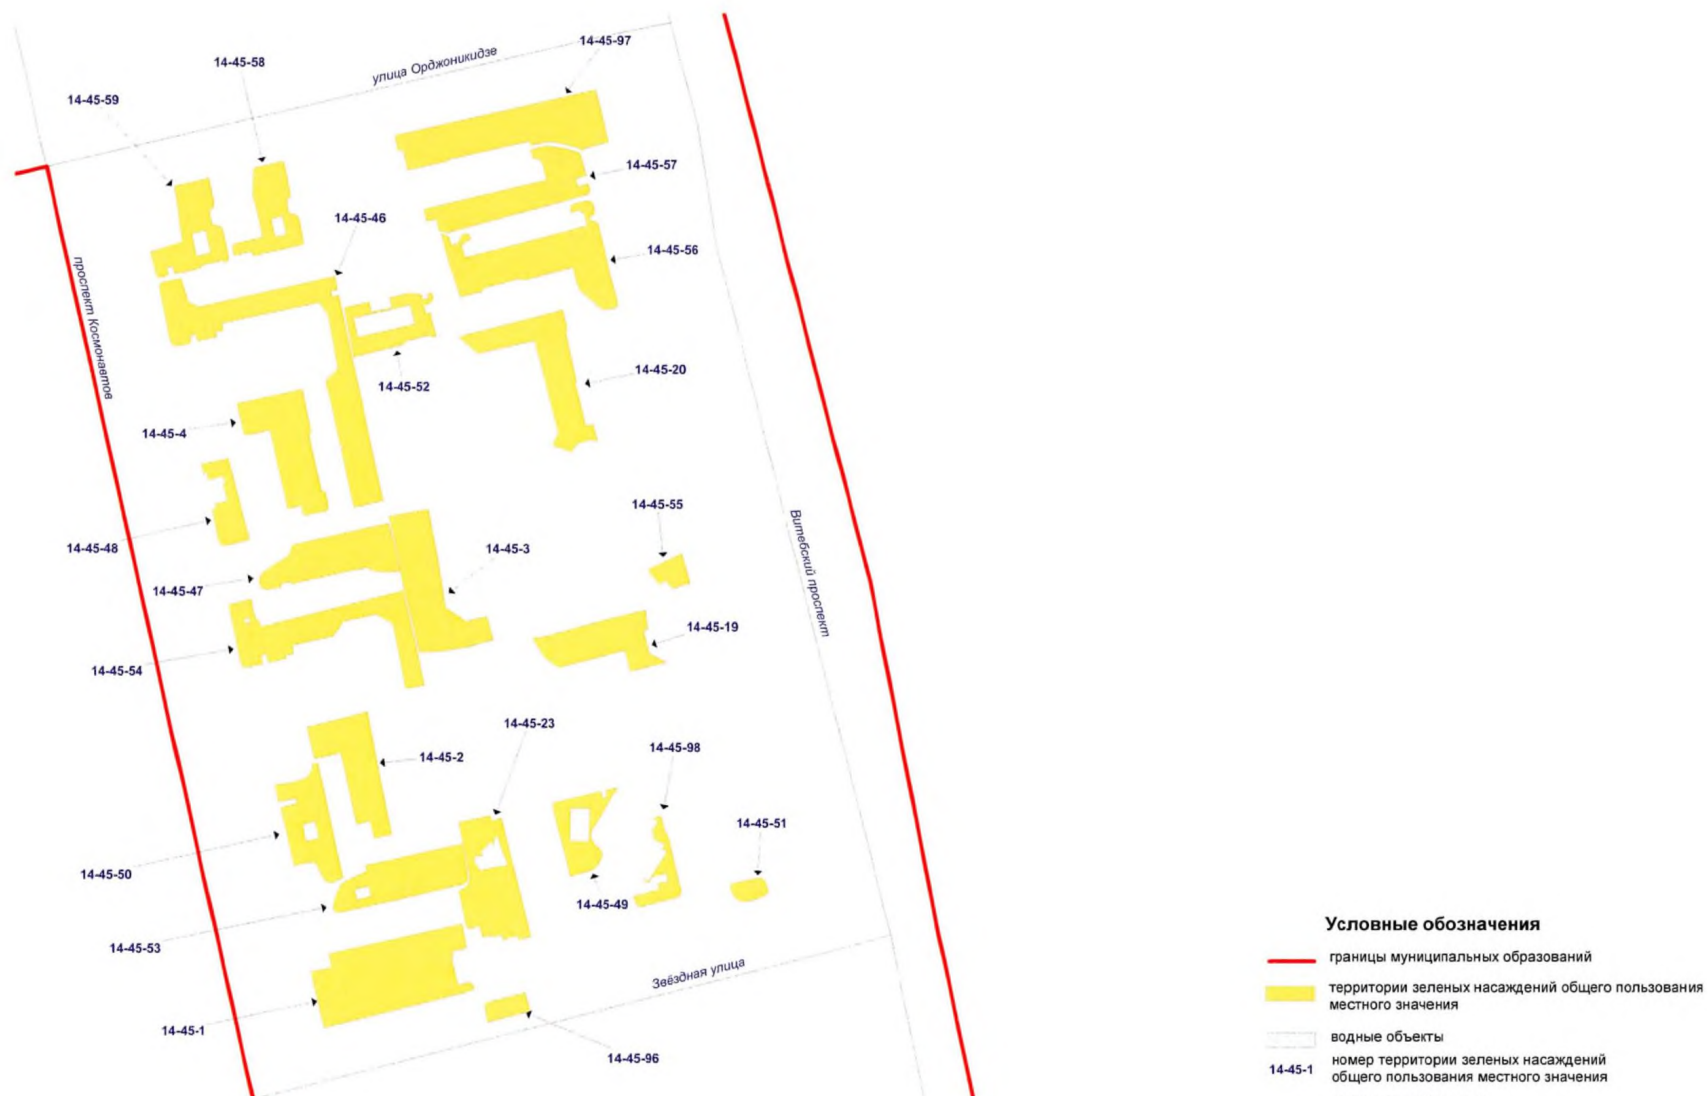 14-45-97
улица Орджоникидзе
14-45-58
14-45-59
14-45-57
14-45-46
14-45-56
проспект Космонавтов
14-45-20
14-45-52
14-45-4
14-45-55
14-45-48
14-45-3
Витебский проспект
14-45-47
14-45-19
14-45-54
14-45-23
14-45-98
14-45-2
14-45-51
14-45-50
14-45-49
14-45-53
Звёздная улица
14-45-1
14-45-96
Условные обозначения
границы муниципальных образований
территории зеленых насаждений общего пользования
местного значения
водные объекты
14-45-1 номер территории зеленых насаждений
общего пользования местного значения